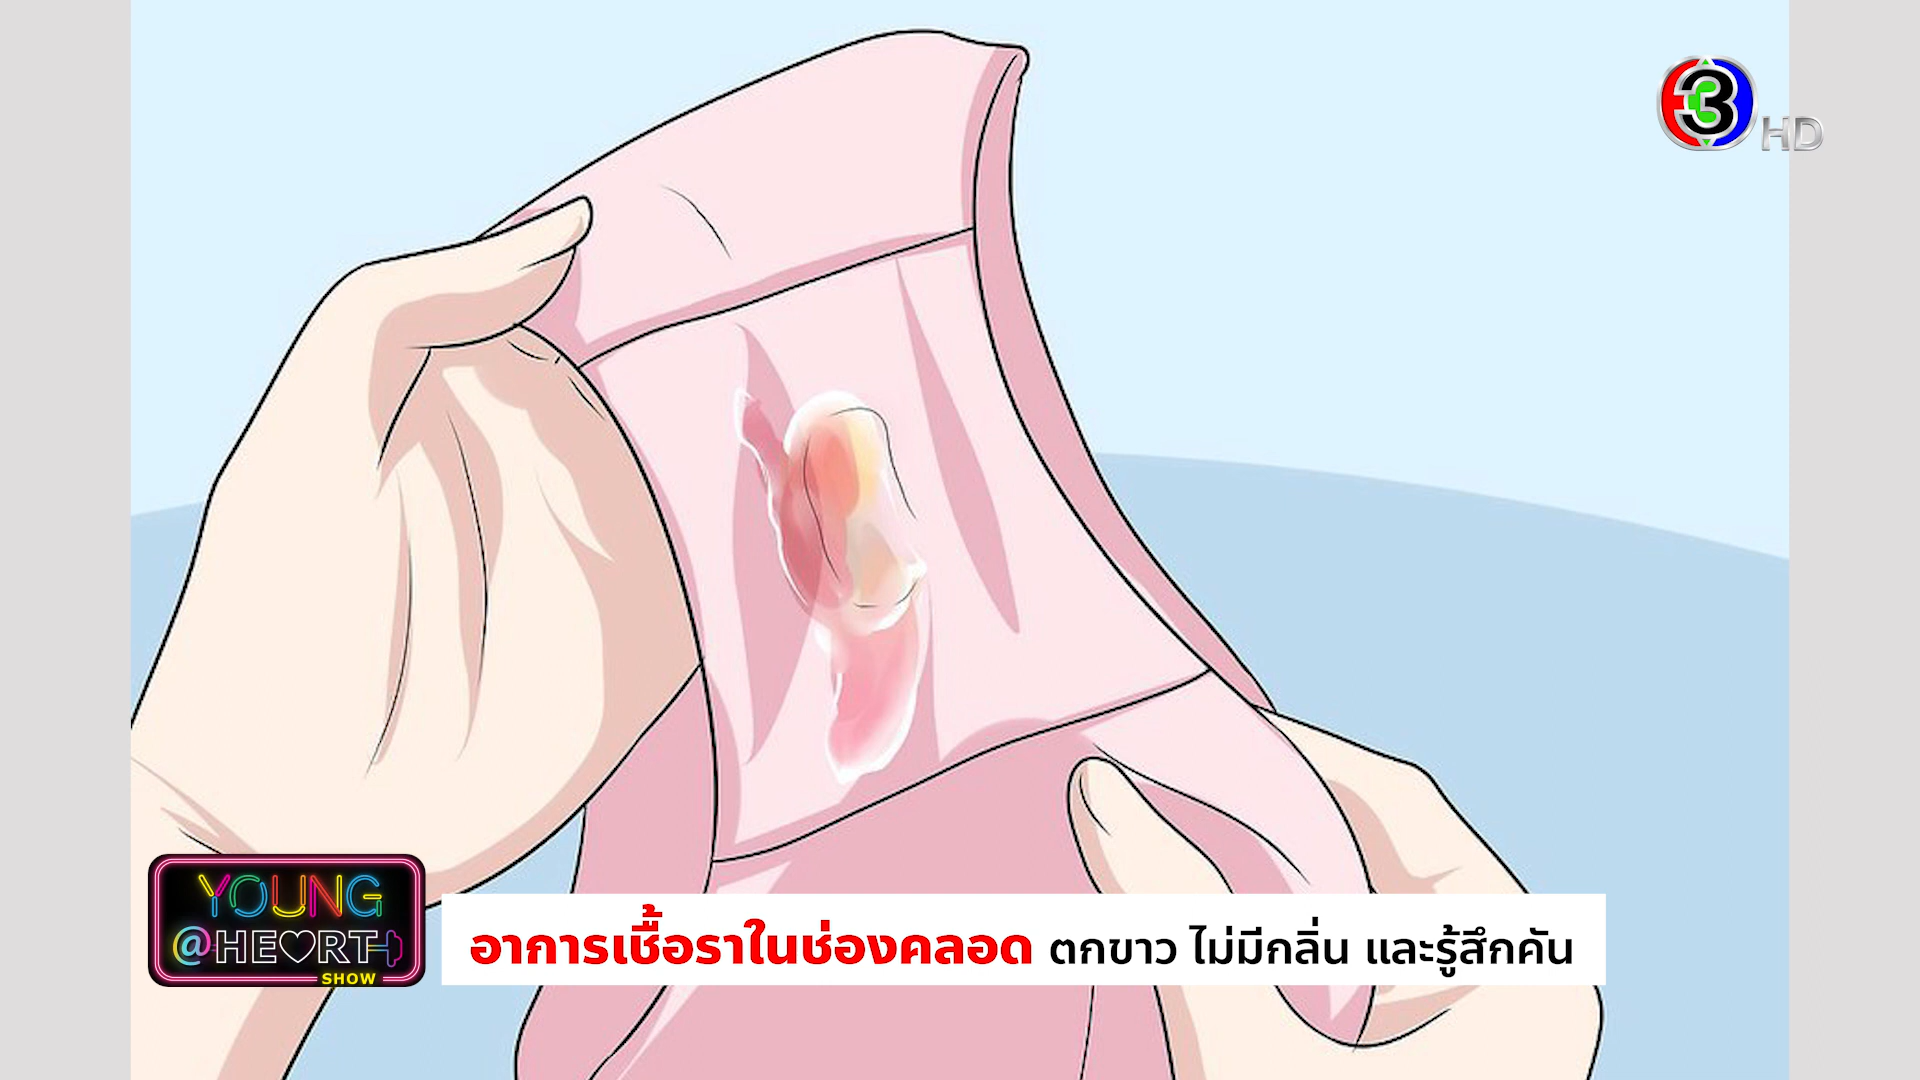 3 HD
YOUNG
@HEART
SHOW
อาการเชื้อราในช่องคลอด ตกขาว ไม่มีกลิ่น และรู้สึกคัน